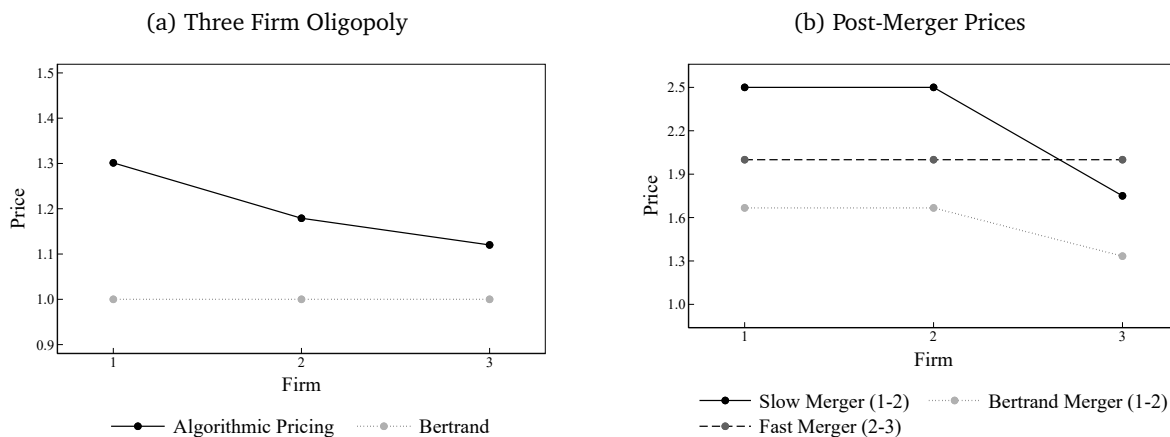 (a) Three Firm Oligopoly
1.5
1.4
1.3
1.2
1.1
1.0
0.9
Price
1
2
3
Firm
Algorithmic Pricing
Bertrand
(b) Post-Merger Prices
2.5
2.2
1.9
1.6
1.3
1.0
Price
1
2
3
Firm
Slow Merger (1-2)
Bertrand Merger (1-2)
Fast Merger (2-3)